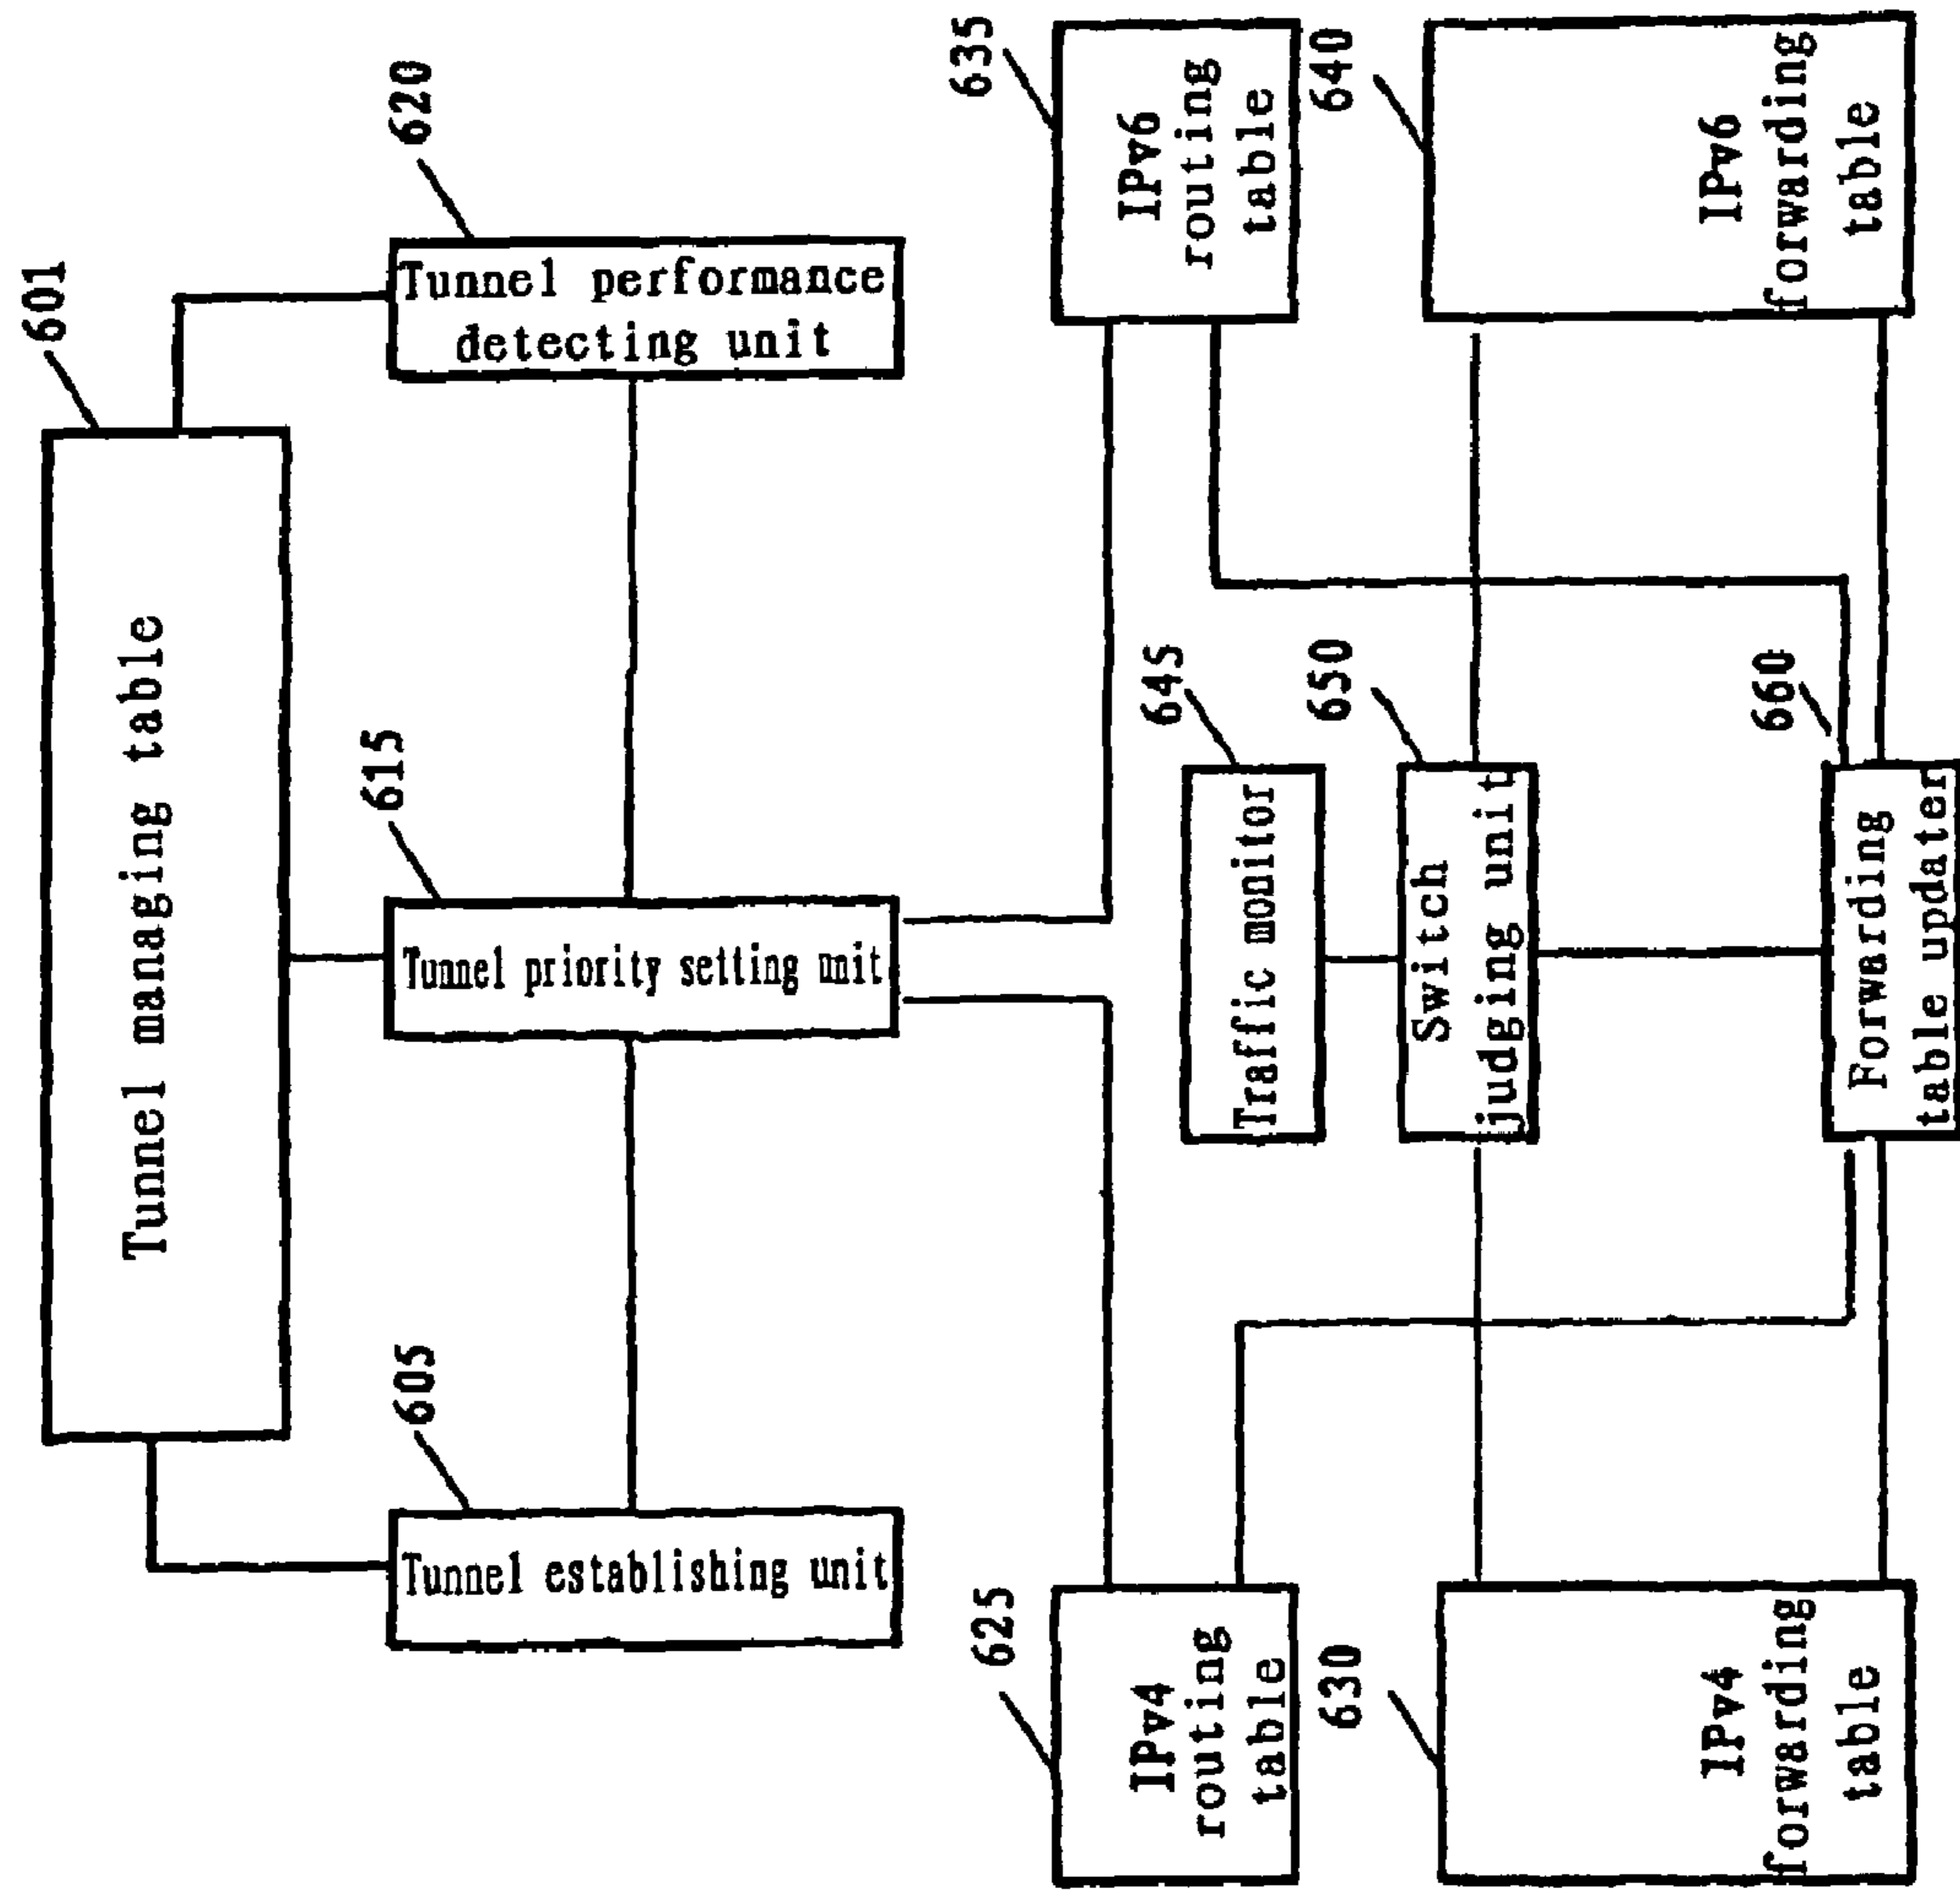 601
Tunnel managing table
605
615
620
Tunnel establishing unit
Tunnel priority setting unit
Tunnel performance
detecting unit
625
635
IPv4
routing
table
IPv6
routing
table
645
Traffic monitor
630
650
640
Switch
judging unit
IPv4
forwarding
table
IPv6
forwarding
table
660
Forwarding
table updater